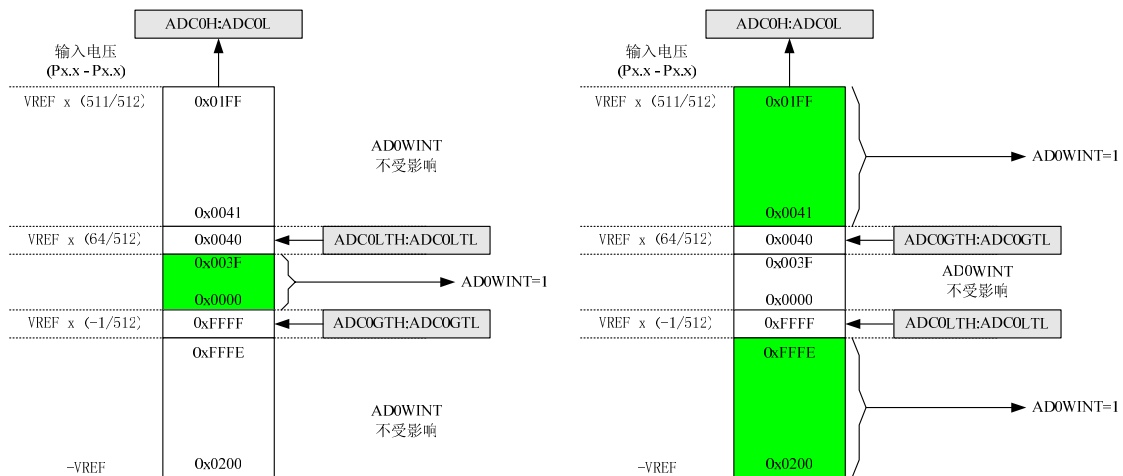 ADC0H:ADC0L
输入电压
(Px.x - Px.x)
VREF x (511/512)
0x01FF
AD0WINT
不受影响
0x0041
VREF x (64/512)
0x0040
ADC0LTH:ADC0LTL
0x003F
AD0WINT=1
0x0000
VREF x (-1/512)
0xFFFF
ADC0GTH:ADC0GTL
0xFFFE
AD0WINT
不受影响
-VREF
0x0200
ADC0H:ADC0L
输入电压
(Px.x - Px.x)
VREF x (511/512)
0x01FF
AD0WINT=1
0x0041
VREF x (64/512)
0x0040
ADC0GTH:ADC0GTL
0x003F
AD0WINT
不受影响
0x0000
VREF x (-1/512)
0xFFFF
ADC0LTH:ADC0LTL
0xFFFE
AD0WINT=1
-VREF
0x0200